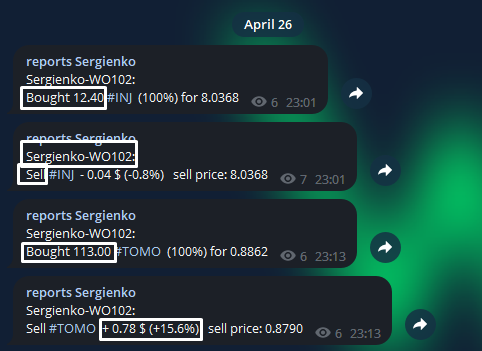 April 26
reports Sergienko
Sergienko-WO102:
Bought 12.40 #INJ (100%) for 8.0368
6 23:01
reports Sergienko
Sergienko-WO102:
Sell #INJ - 0.04 $ (-0.8%) sell price: 8.0368
7 23:01
reports Sergienko
Sergienko-WO102:
Bought 113.00 #TOMO (100%) for 0.8862
6 23:13
reports Sergienko
Sergienko-WO102:
Sell #TOMO + 0.78 $ (+15.6%) sell price: 0.8790
6 23:13